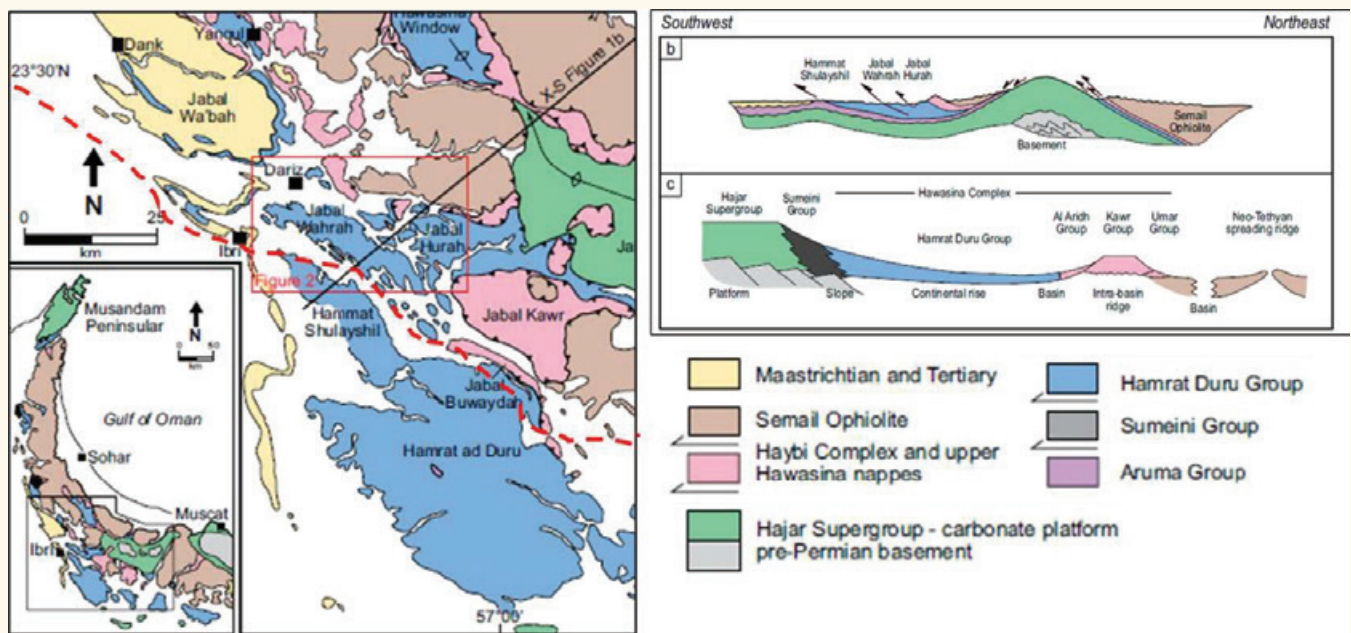 Hawasina
Window
Yanqul
Dank
23°30'N
X-S Figure 1b
Jabal
Wa'bah
N
0
25
km
Dariz
Jabal
Wahrah
Jabal
Hurah
Ja
Ibri
Figure 2
Hammat
Shulayshil
Jabal Kawr
Jabal
Buwaydah
Hamrat ad Duru
57°00'
Musandam
Peninsular
N
0
50
km
Gulf of Oman
Sohar
Muscat
Ibri
Southwest
Northeast
b
Hammat
Shulayshil
Jabal
Wahrah
Jabal
Hurah
Semail
Ophiolite
Basement
c
Hawasina Complex
Hajar
Supergroup
Sumeini
Group
Hamrat Duru Group
Al Aridh
Group
Kawr
Group
Umar
Group
Neo-Tethyan
spreading ridge
Platform
Slope
Continental rise
Basin
Intra-basin
ridge
Basin
Maastrichtian and Tertiary
Semail Ophiolite
Haybi Complex and upper
Hawasina nappes
Hajar Supergroup - carbonate platform
pre-Permian basement
Hamrat Duru Group
Sumeini Group
Aruma Group